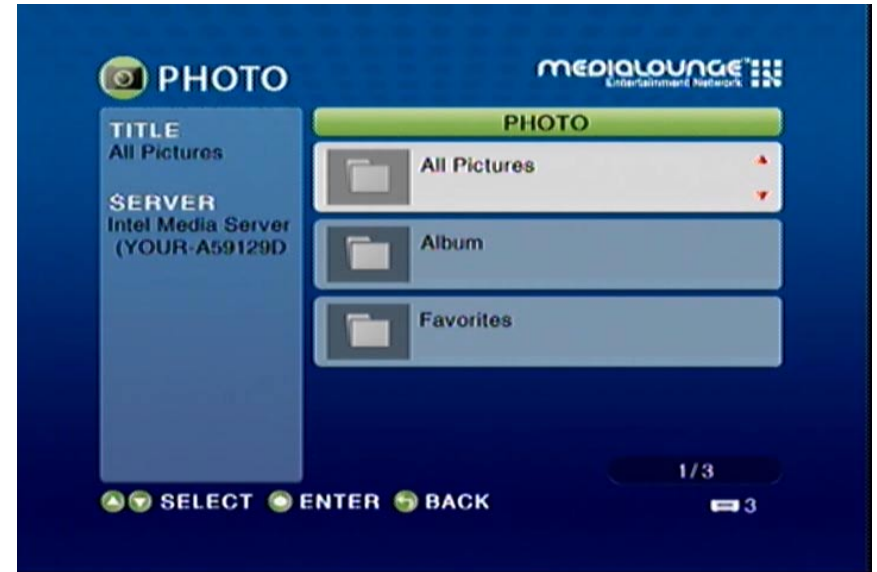 PHOTO
MEDIALOUNGE
Entertainment Network
TITLE
All Pictures
SERVER
Intel Media Server
(YOUR-A59129D
PHOTO
All Pictures
Album
Favorites
1/3
SELECT ENTER BACK
3